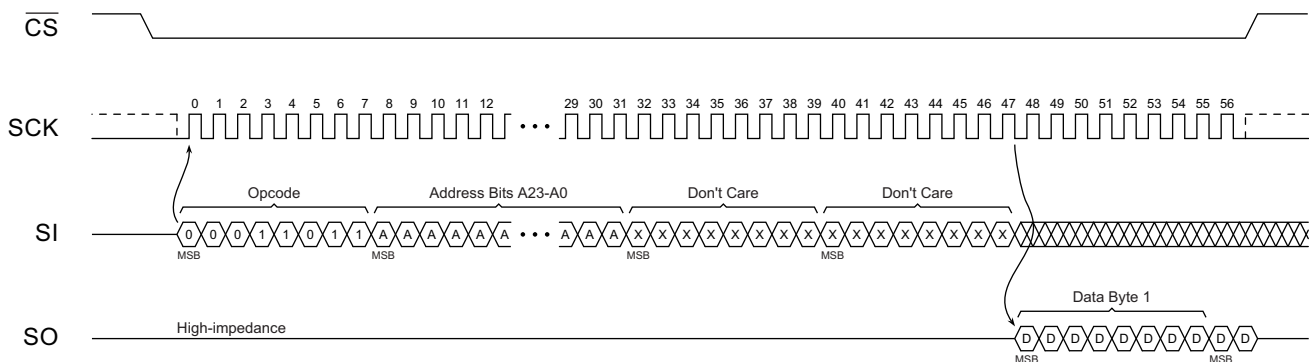 CS
0 1 2 3 4 5 6 7 8 9 10 11 12 29 30 31 32 33 34 35 36 37 38 39 40 41 42 43 44 45 46 47 48 49 50 51 52 53 54 55 56
SCK
Opcode Address Bits A23-A0 Don't Care Don't Care
SI 0 0 0 1 1 0 1 1 A A A A A A A A A X X X X X X X X X X X X X X X X
MSB MSB MSB MSB
Data Byte 1
SO High-impedance D D D D D D D D D D
MSB MSB